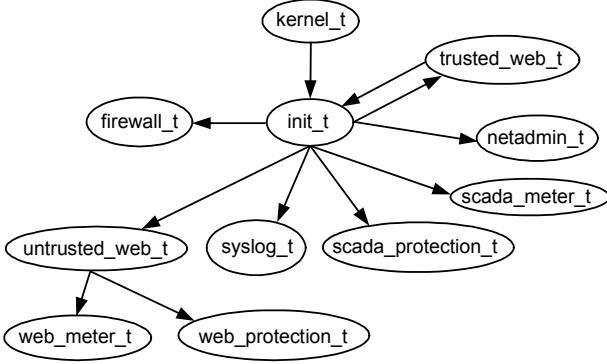 kernel_t
trusted_web_t
firewall_t
init_t
netadmin_t
scada_meter_t
untrusted_web_t
syslog_t
scada_protection_t
web_meter_t
web_protection_t